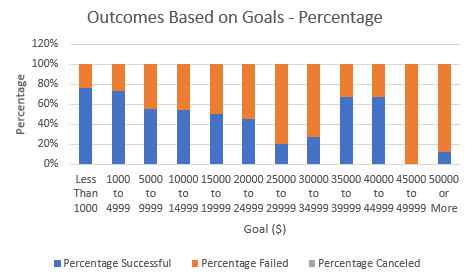 Outcomes Based on Goals - Percentage
120%
100%
80%
60%
40%
20%
0%
Percentage
Less Than 1000
1000 to 4999
5000 to 9999
10000 to 14999
15000 to 19999
20000 to 24999
25000 to 29999
30000 to 34999
35000 to 39999
40000 to 44999
45000 to 49999
50000 or More
Goal ($)
Percentage Successful
Percentage Failed
Percentage Canceled